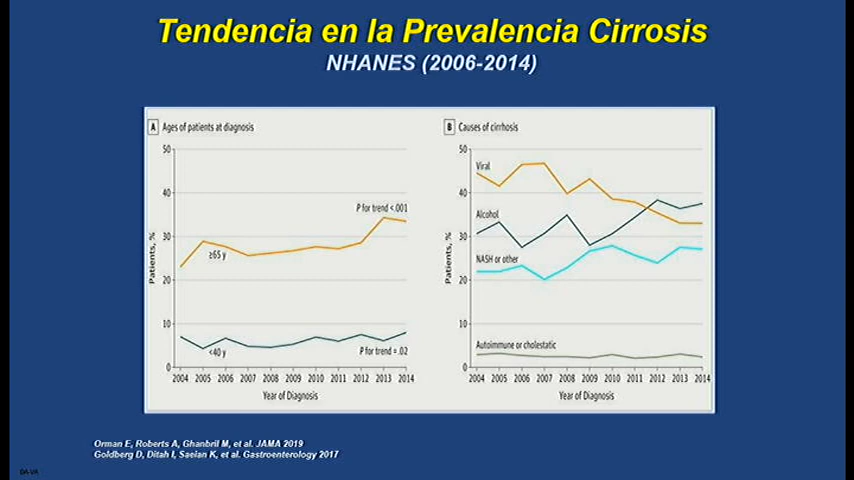 Tendencia en la Prevalencia Cirrosis
NHANES (2006-2014)
A Ages of patients at diagnosis
50
40
30
20
10
0
Patients, %
P for trend <.001
≥65 y
<40 y
P for trend = .02
2004 2005 2006 2007 2008 2009 2010 2011 2012 2013 2014
Year of Diagnosis
B Causes of cirrhosis
50
40
30
20
10
0
Patients, %
Viral
Alcohol
NASH or other
Autoimmune or cholestatic
2004 2005 2006 2007 2008 2009 2010 2011 2012 2013 2014
Year of Diagnosis
Orman E, Roberts A, Ghanbril M, et al. JAMA 2019
Goldberg D, Ditah I, Saeian K, et al. Gastroenterology 2017